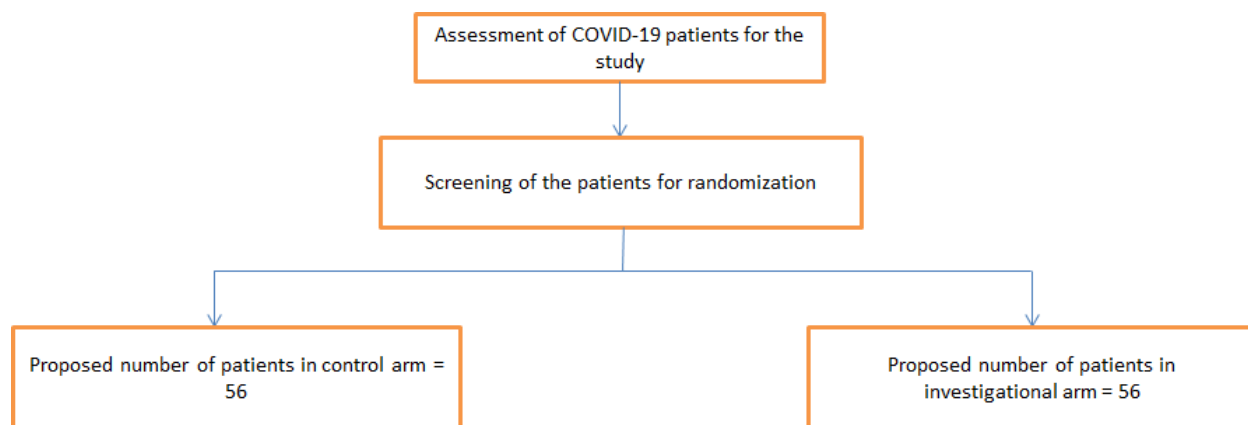 Assessment of COVID-19 patients for the
study
Screening of the patients for randomization
Proposed number of patients in control arm =
56
Proposed number of patients in
investigational arm = 56